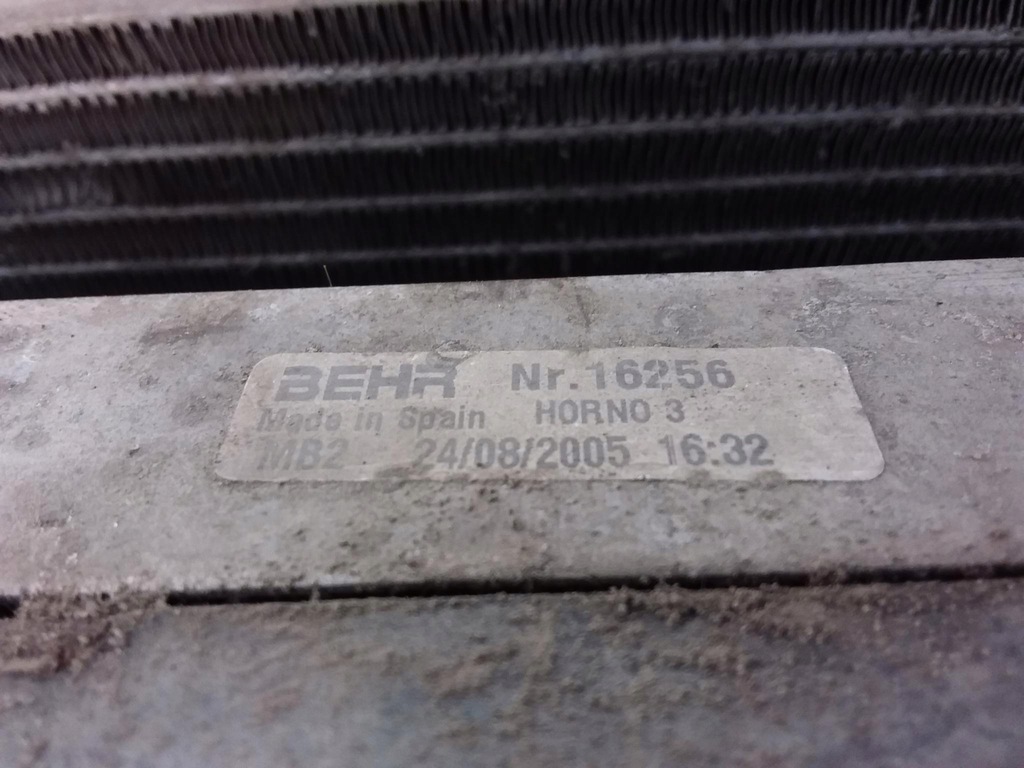 BEHR Nr.16256
Made in Spain HORNO 3
MB2 24/08/2005 16:32